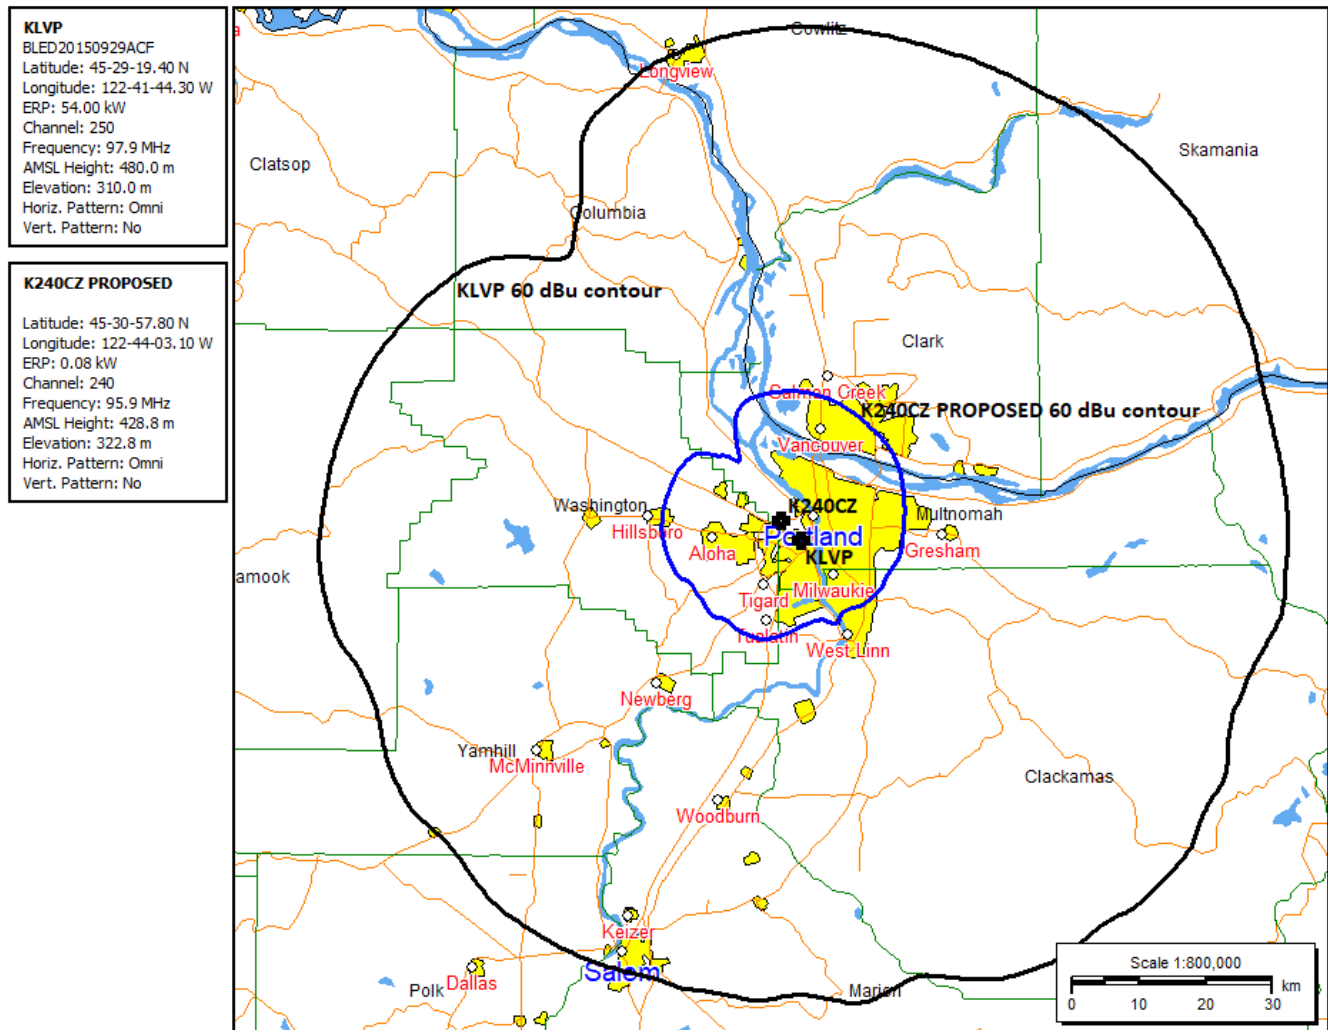 KLVP
BLED20150929ACF
Latitude: 45-29-19.40 N
Longitude: 122-41-44.30 W
ERP: 54.00 kW
Channel: 250
Frequency: 97.9 MHz
AMSL Height: 480.0 m
Elevation: 310.0 m
Horiz. Pattern: Omni
Vert. Pattern: No
K240CZ PROPOSED
Latitude: 45-30-57.80 N
Longitude: 122-44-03.10 W
ERP: 0.08 kW
Channel: 240
Frequency: 95.9 MHz
AMSL Height: 428.8 m
Elevation: 322.8 m
Horiz. Pattern: Omni
Vert. Pattern: No
Cowlitz
Longview
Skamania
Clatsop
Columbia
KLVP 60 dBu contour
Clark
Salmon Creek
K240CZ PROPOSED 60 dBu contour
Vancouver
Washington
K240CZ
Multnomah
Hillsboro
Portland
Aloha
Gresham
KLVP
amook
Milwaukie
Tigard
Tualatin
West Linn
Newberg
Yamhill
McMinnville
Clackamas
Woodburn
Keizer
Salem
Dallas
Polk
Marion
Scale 1:800,000
0 10 20 30 km